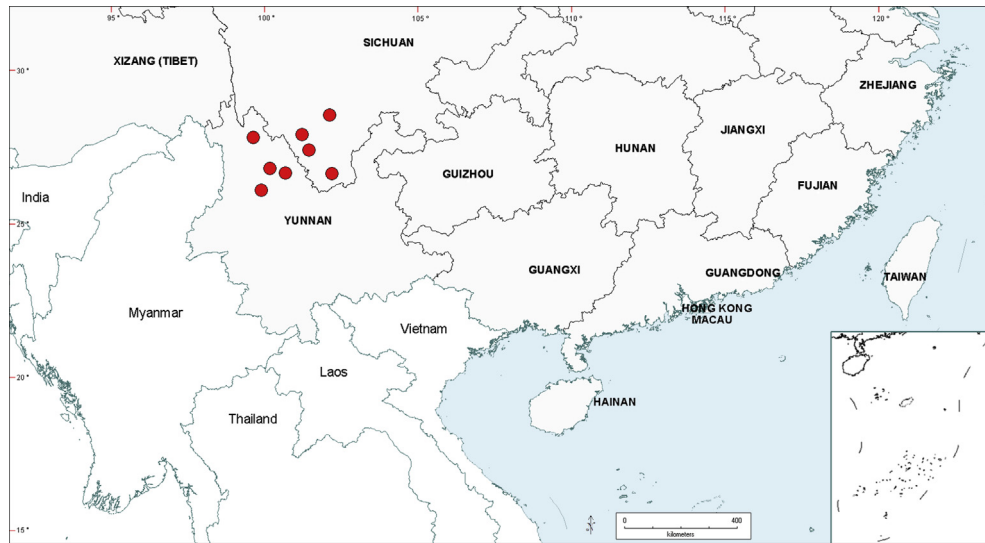 95°
100°
105°
110°
115°
120°
SICHUAN
XIZANG (TIBET)
30°
ZHEJIANG
JIANGXI
HUNAN
GUIZHOU
FUJIAN
India
YUNNAN
25°
GUANGXI
GUANGDONG
TAIWAN
HONG KONG
MACAU
Myanmar
Vietnam
Laos
20°
HAINAN
Thailand
0
400
kilometers
15°